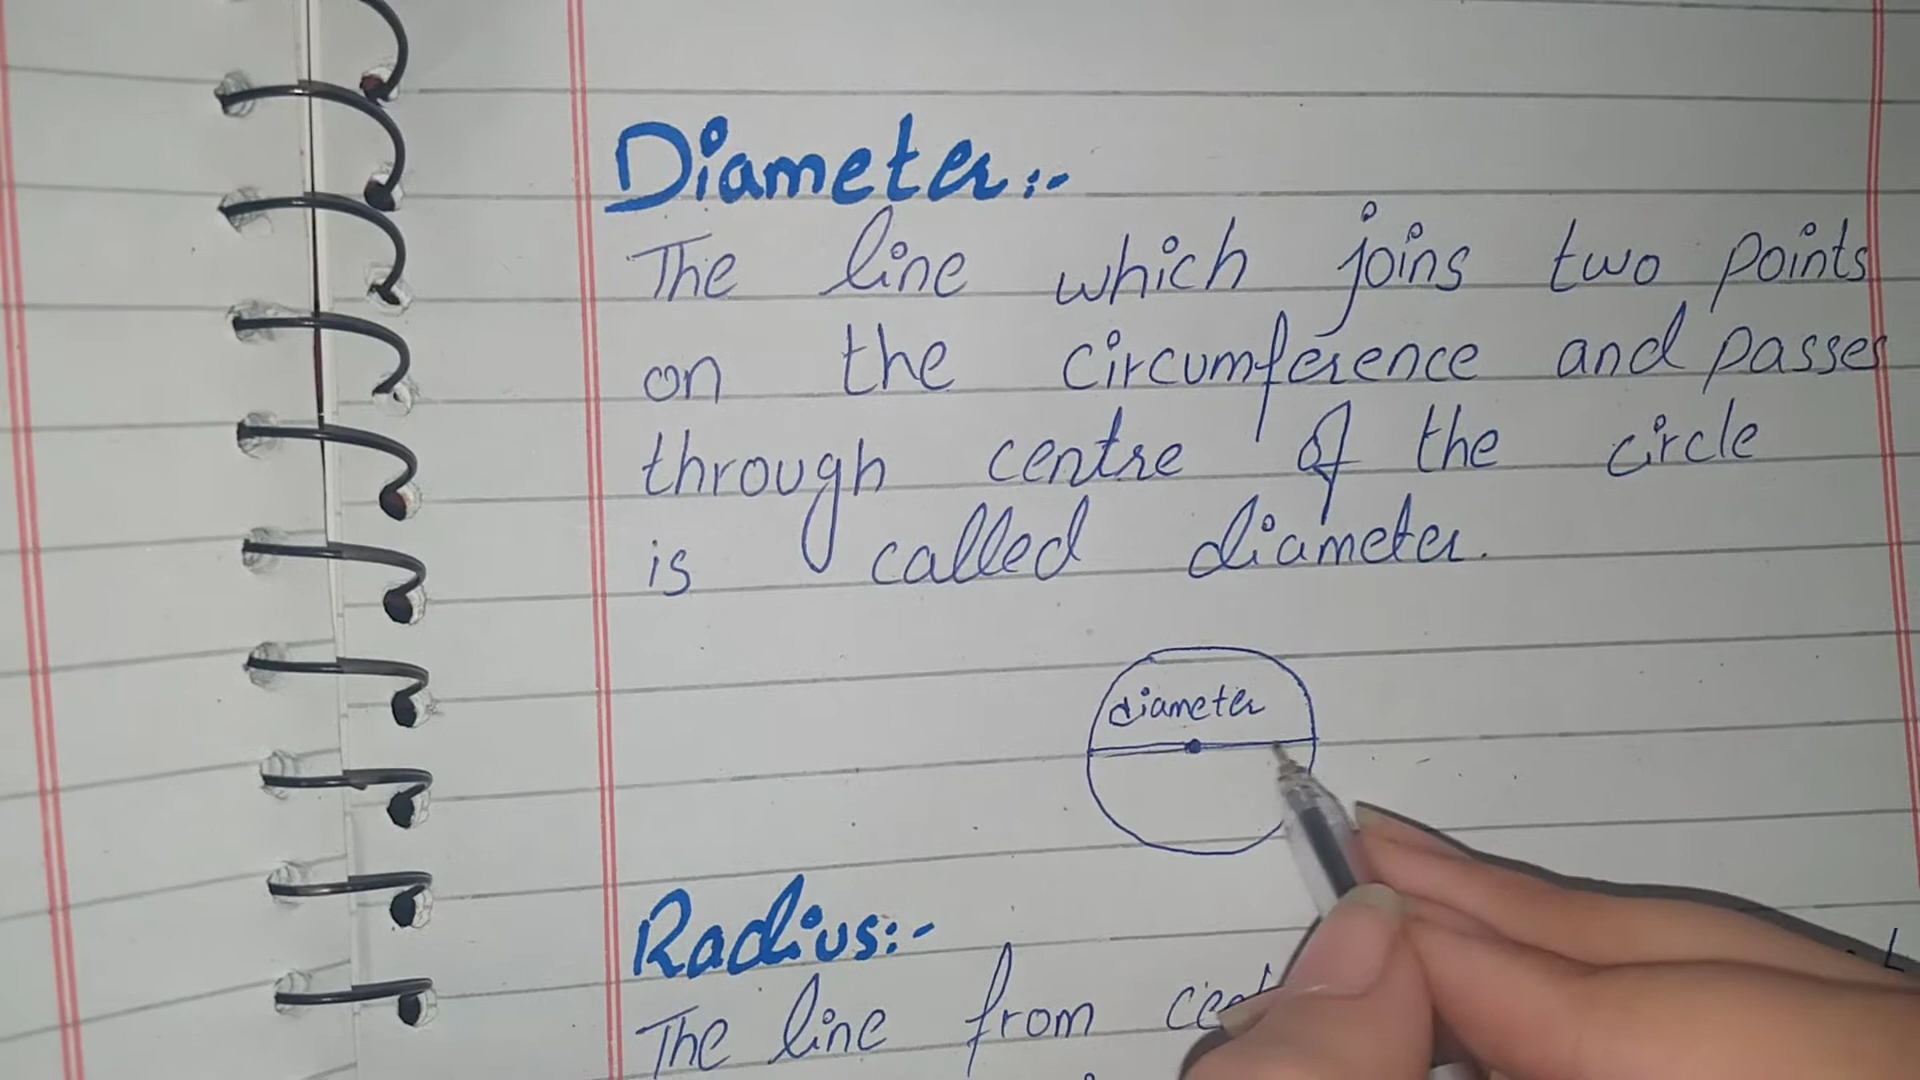 Diameter:-
The line which joins two points
on the circumference and passes
through centre of the circle
is called diameter.
diameter
Radius:-
The line from